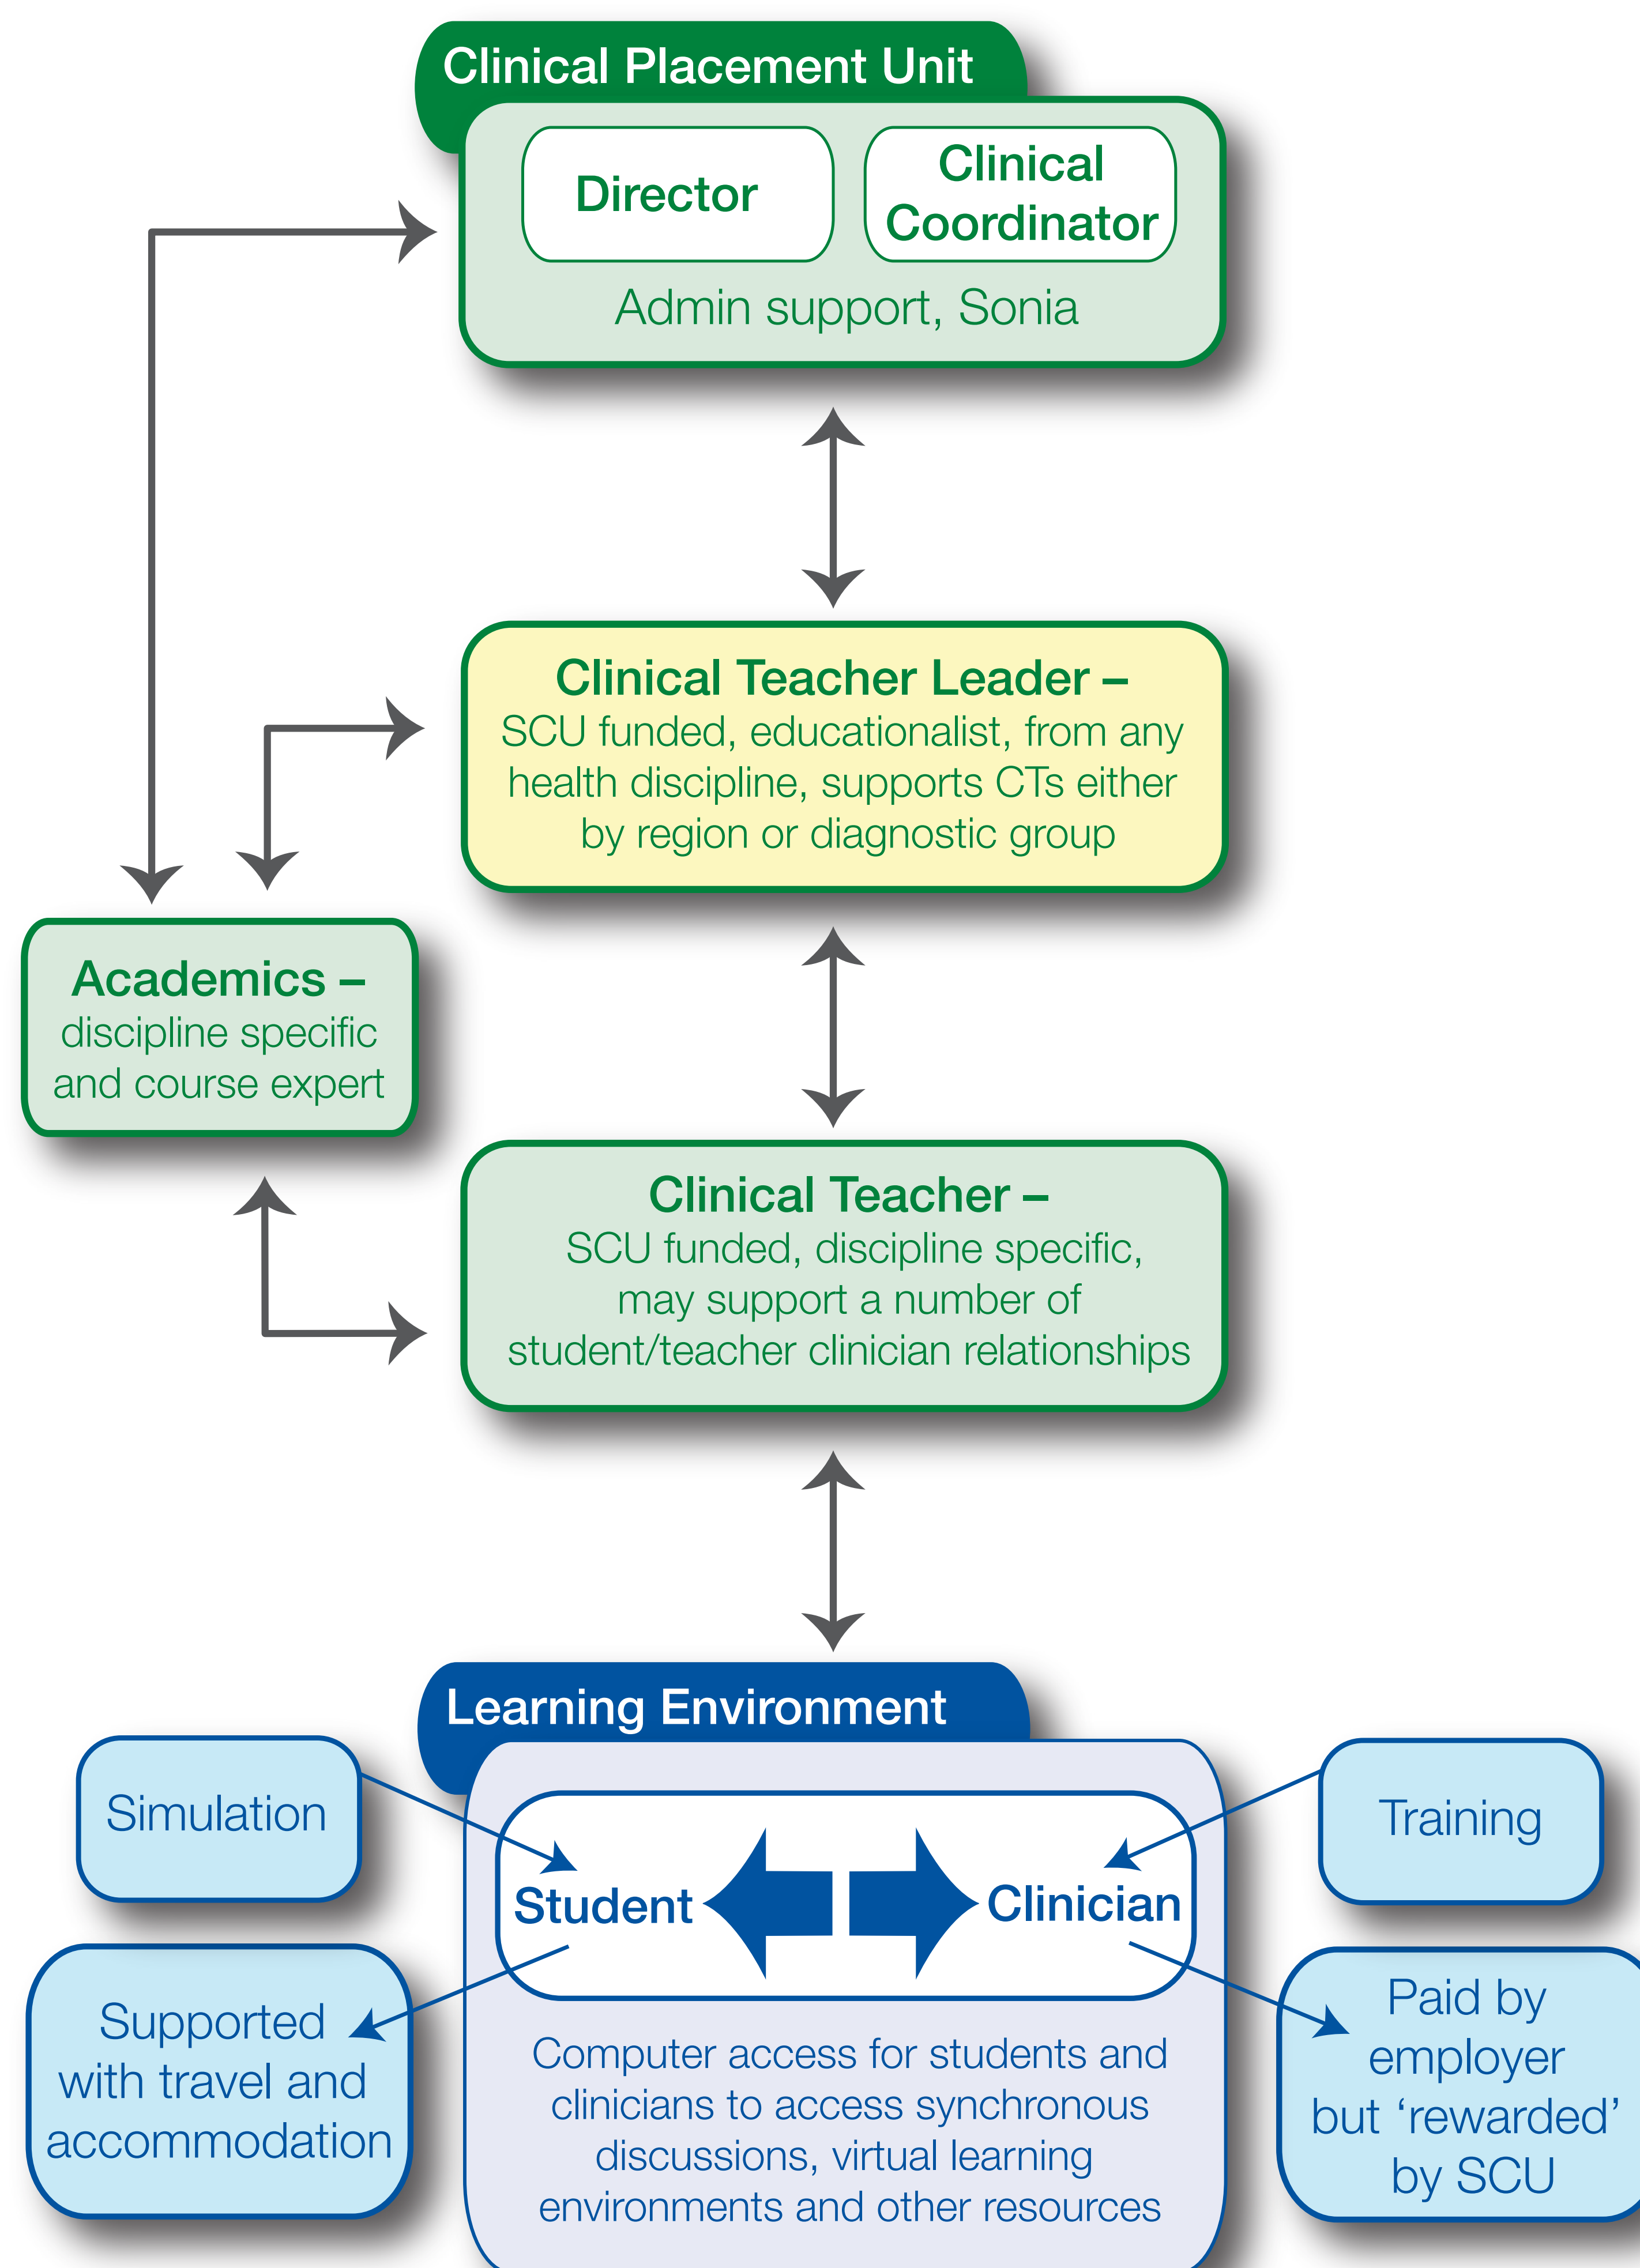 Clinical Placement Unit
Director
Clinical
Coordinator
Admin support, Sonia
Clinical Teacher Leader –
SCU funded, educationalist, from any
health discipline, supports CTs either
by region or diagnostic group
Academics –
discipline specific
and course expert
Clinical Teacher –
SCU funded, discipline specific,
may support a number of
student/teacher clinician relationships
Learning Environment
Simulation
Training
Student
Clinician
Supported
with travel and
accommodation
Computer access for students and
clinicians to access synchronous
discussions, virtual learning
environments and other resources
Paid by
employer
but ‘rewarded’
by SCU